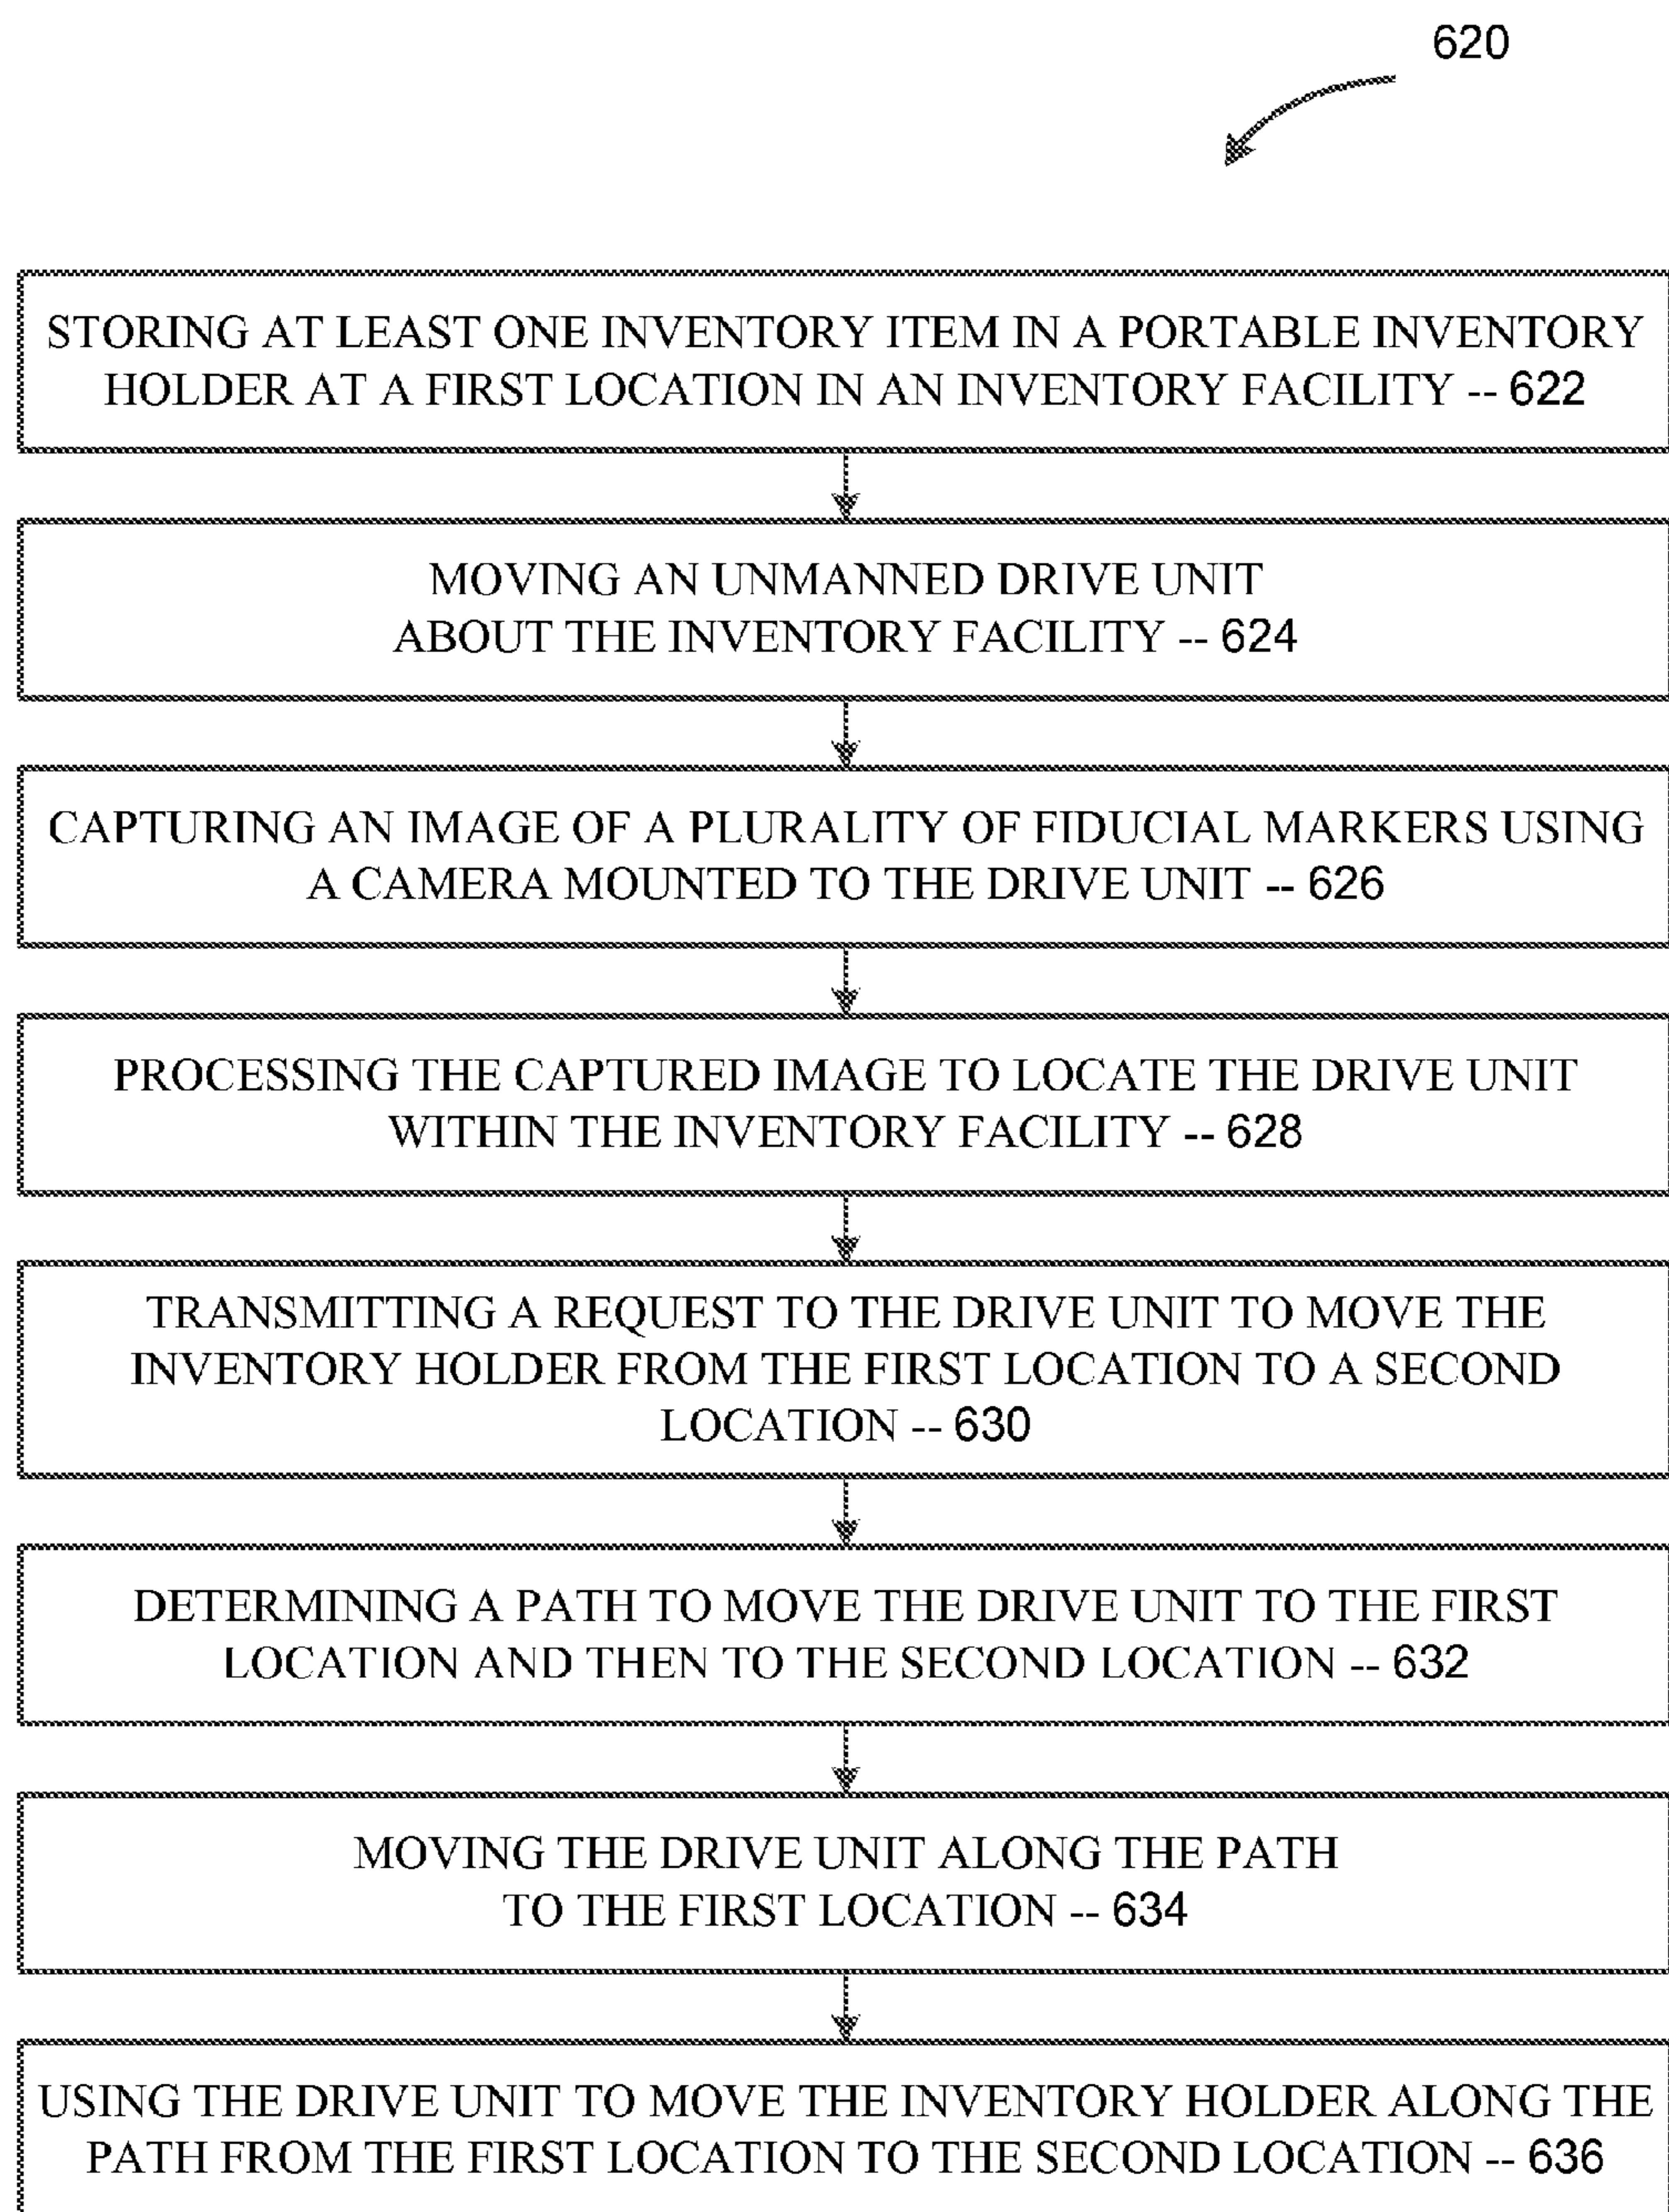 620
STORING AT LEAST ONE INVENTORY ITEM IN A PORTABLE INVENTORY
HOLDER AT A FIRST LOCATION IN AN INVENTORY FACILITY -- 622
MOVING AN UNMANNED DRIVE UNIT
ABOUT THE INVENTORY FACILITY -- 624
CAPTURING AN IMAGE OF A PLURALITY OF FIDUCIAL MARKERS USING
A CAMERA MOUNTED TO THE DRIVE UNIT -- 626
PROCESSING THE CAPTURED IMAGE TO LOCATE THE DRIVE UNIT
WITHIN THE INVENTORY FACILITY -- 628
TRANSMITTING A REQUEST TO THE DRIVE UNIT TO MOVE THE
INVENTORY HOLDER FROM THE FIRST LOCATION TO A SECOND
LOCATION -- 630
DETERMINING A PATH TO MOVE THE DRIVE UNIT TO THE FIRST
LOCATION AND THEN TO THE SECOND LOCATION -- 632
MOVING THE DRIVE UNIT ALONG THE PATH
TO THE FIRST LOCATION -- 634
USING THE DRIVE UNIT TO MOVE THE INVENTORY HOLDER ALONG THE
PATH FROM THE FIRST LOCATION TO THE SECOND LOCATION -- 636